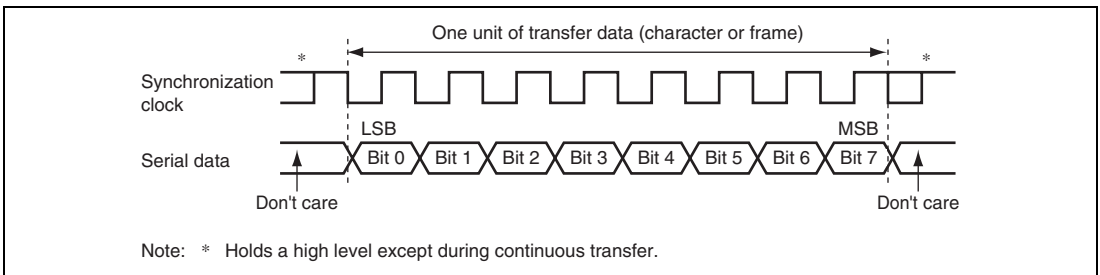 One unit of transfer data (character or frame)
*
*
Synchronization
clock
LSB
MSB
Serial data
Bit 0
Bit 1
Bit 2
Bit 3
Bit 4
Bit 5
Bit 6
Bit 7
Don't care
Don't care
Note: * Holds a high level except during continuous transfer.